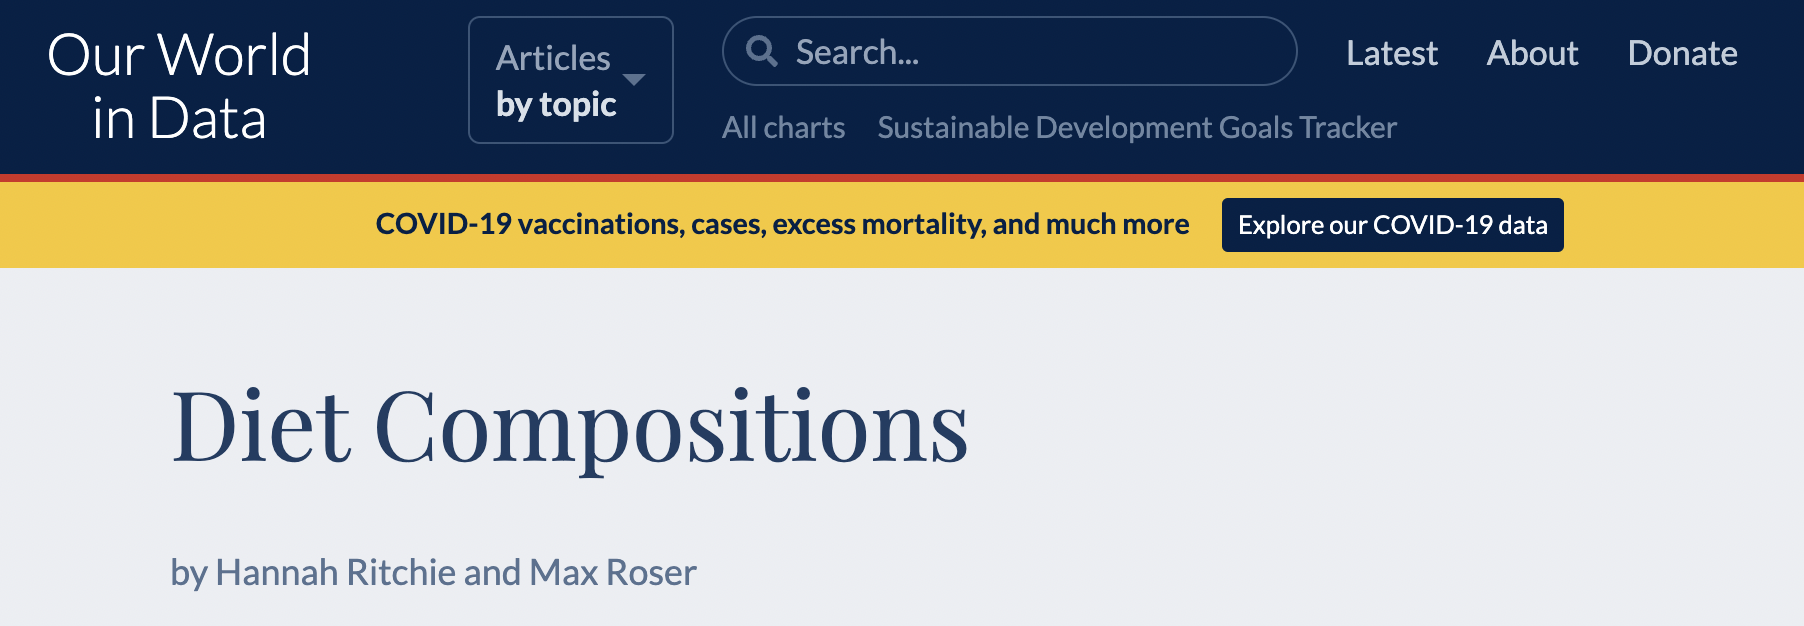 Our World
in Data
Articles
by topic
Search...
Latest
About
Donate
All charts
Sustainable Development Goals Tracker
COVID-19 vaccinations, cases, excess mortality, and much more
Explore our COVID-19 data
Diet Compositions
by Hannah Ritchie and Max Roser